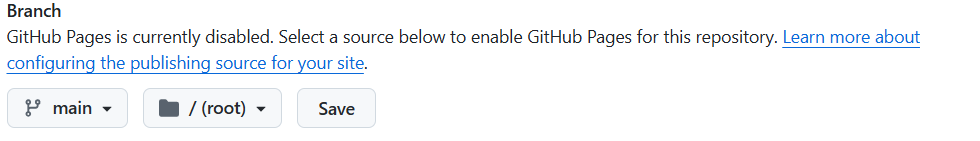 Branch
GitHub Pages is currently disabled. Select a source below to enable GitHub Pages for this repository. Learn more about
configuring the publishing source for your site.
main / (root) Save